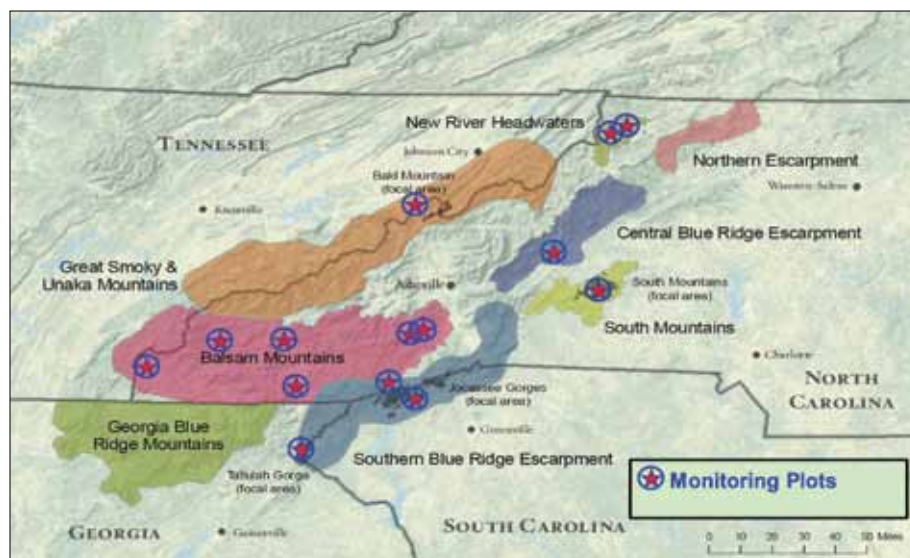 New River Headwaters
TENNESSEE
Johnson City
Bald Mountain
(focal area)
Northern Escarpment
Winston-Salem
Knoxville
Central Blue Ridge Escarpment
Great Smoky &
Unaka Mountains
Asheville
South Mountains
(focal area)
South Mountains
Balsam Mountains
Charlotte
NORTH
CAROLINA
Jocassee Gorges
(focal area)
Georgia Blue
Ridge Mountains
Greenville
Southern Blue Ridge Escarpment
Tallulah Gorge
(focal area)
Monitoring Plots
GEORGIA
Gainesville
SOUTH CAROLINA
0 10 20 30 40 50 Miles